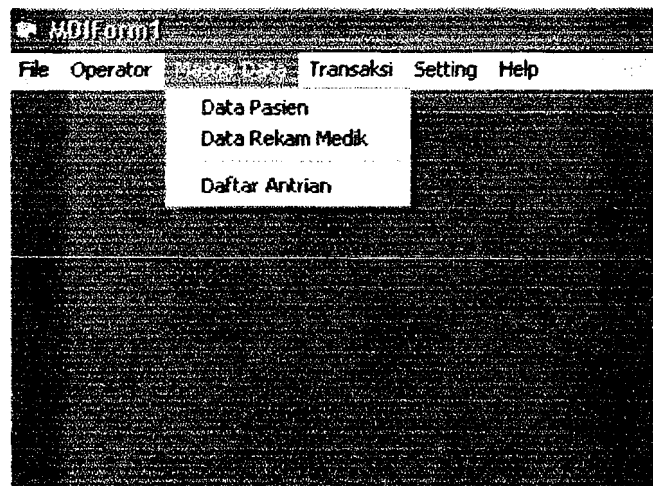 MDIForm1
File Operator Transaksi Setting Help
Data Pasien
Data Rekam Medik
Daftar Antrian